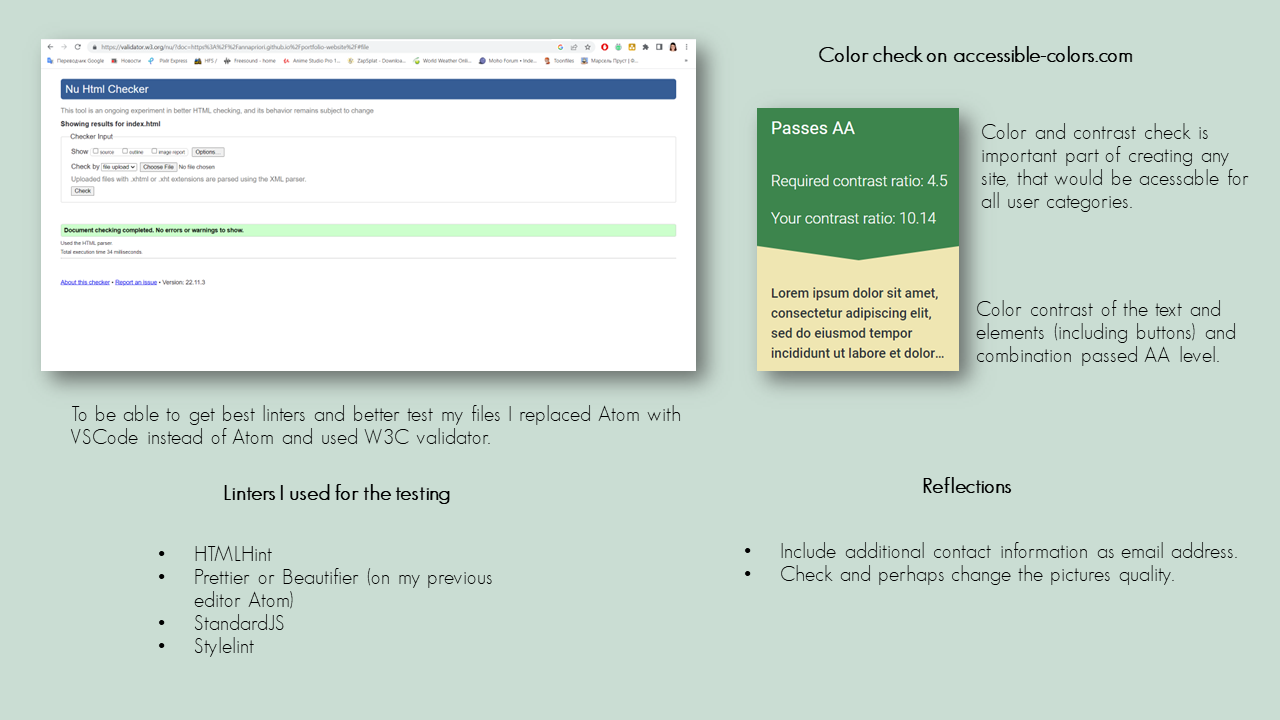 https://validator.w3.org/nu/?doc=https%3A%2F%2Fannapriori.github.io%2Fportfolio-website%2F#file
Переводчик Google Новости Pixit Express HFS / Freesound - home Anime Studio Pro 1... ZapSplat - Downloa... World Weather Onli... Moho Forum • Inde... Toonfiles Марсель Пруст | Ф...
Nu Html Checker
This tool is an ongoing experiment in better HTML checking, and its behavior remains subject to change
Showing results for index.html
Checker Input
Show source outline image report Options...
Check by file upload Choose File No file chosen
Uploaded files with .xhtml or .xht extensions are parsed using the XML parser.
Check
Document checking completed. No errors or warnings to show.
Used the HTML parser.
Total execution time 34 milliseconds.
About this checker • Report an issue • Version: 22.11.3
To be able to get best linters and better test my files I replaced Atom with
VSCode instead of Atom and used W3C validator.
Linters I used for the testing
• HTMLHint
• Prettier or Beautifier (on my previous
editor Atom)
• StandardJS
• Stylelint
Color check on accessible-colors.com
Passes AA
Required contrast ratio: 4.5
Your contrast ratio: 10.14
Lorem ipsum dolor sit amet,
consectetur adipiscing elit,
sed do eiusmod tempor
incididunt ut labore et dolor...
Color and contrast check is
important part of creating any
site, that would be acessable for
all user categories.
Color contrast of the text and
elements (including buttons) and
combination passed AA level.
Reflections
• Include additional contact information as email address.
• Check and perhaps change the pictures quality.